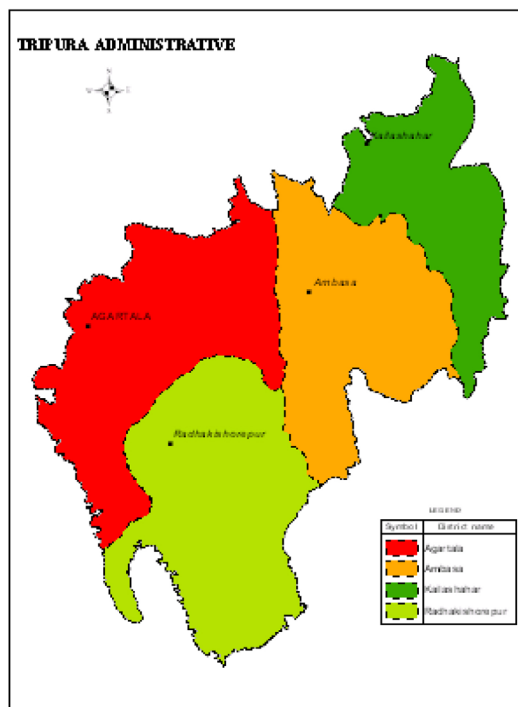 TRIPURA ADMINISTRATIVE
N
W E
S
Kailashahar
Ambasa
AGARTALA
Radhakishorepur
LEGEND
Symbol District name
Agartala
Ambasa
Kailashahar
Radhakishorepur